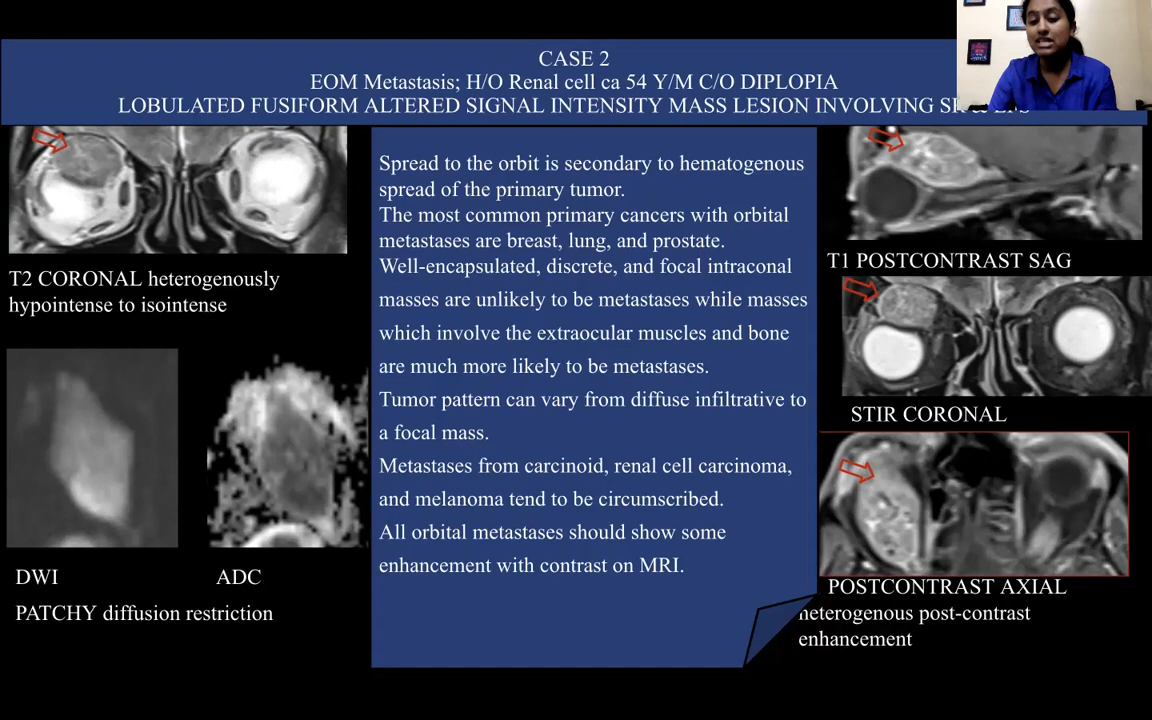 CASE 2
EOM Metastasis; H/O Renal cell ca 54 Y/M C/O DIPLOPIA
LOBULATED FUSIFORM ALTERED SIGNAL INTENSITY MASS LESION INVOLVING
T2 CORONAL heterogenously
hypointense to isointense
DWI
ADC
PATCHY diffusion restriction
Spread to the orbit is secondary to hematogenous
spread of the primary tumor.
The most common primary cancers with orbital
metastases are breast, lung, and prostate.
Well-encapsulated, discrete, and focal intraconal
masses are unlikely to be metastases while masses
which involve the extraocular muscles and bone
are much more likely to be metastases.
Tumor pattern can vary from diffuse infiltrative to
a focal mass.
Metastases from carcinoid, renal cell carcinoma,
and melanoma tend to be circumscribed.
All orbital metastases should show some
enhancement with contrast on MRI.
T1 POSTCONTRAST SAG
STIR CORONAL
POSTCONTRAST AXIAL
heterogenous post-contrast
enhancement